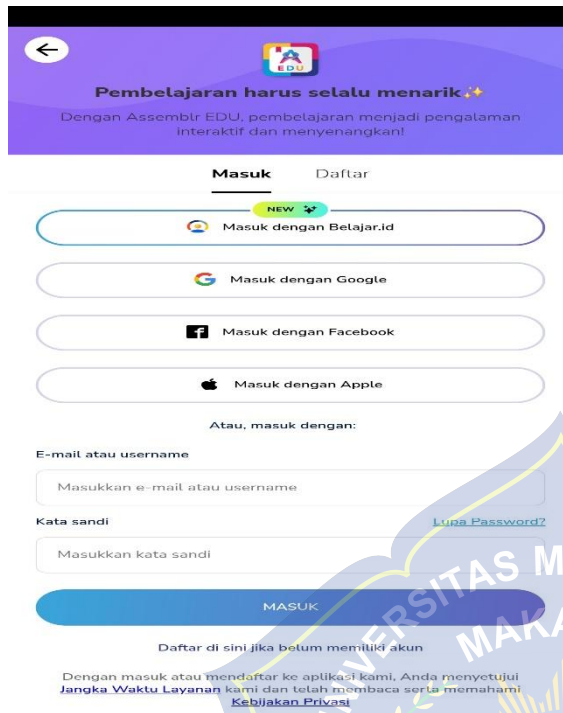 A
EDU
Pembelajaran harus selalu menarik✨
Dengan Assemblr EDU, pembelajaran menjadi pengalaman
interaktif dan menyenangkan!
Masuk Daftar
NEW
Masuk dengan Belajar.id
Masuk dengan Google
Masuk dengan Facebook
Masuk dengan Apple
Atau, masuk dengan:
E-mail atau username
Masukkan e-mail atau username
Kata sandi Lupa Password?
Masukkan kata sandi
MASUK
Daftar di sini jika belum memiliki akun
Dengan masuk atau mendaftar ke aplikasi kami, Anda menyetujui
Jangka Waktu Layanan kami dan telah membaca serta memahami
Kebijakan Privasi